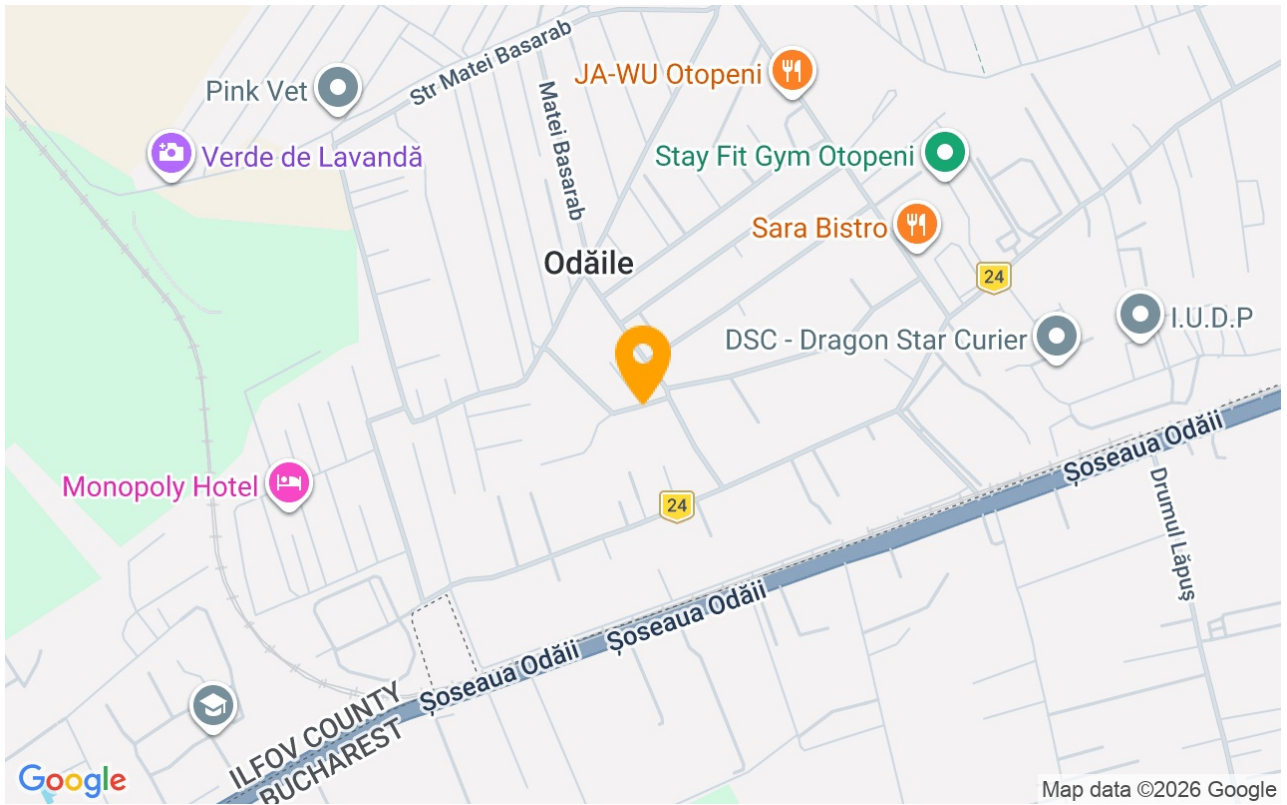 Str Matei Basarab
JA-WU Otopeni
Pink Vet
Matei Basarab
Verde de Lavandă
Stay Fit Gym Otopeni
Sara Bistro
Odăile
24
DSC - Dragon Star Curier
I.U.D.P
Șoseaua Odăii
Monopoly Hotel
24
Drumul Lăpuș
Șoseaua Odăii
Șoseaua Odăii
ILFOV COUNTY
BUCHAREST
Google
Map data ©2026 Google